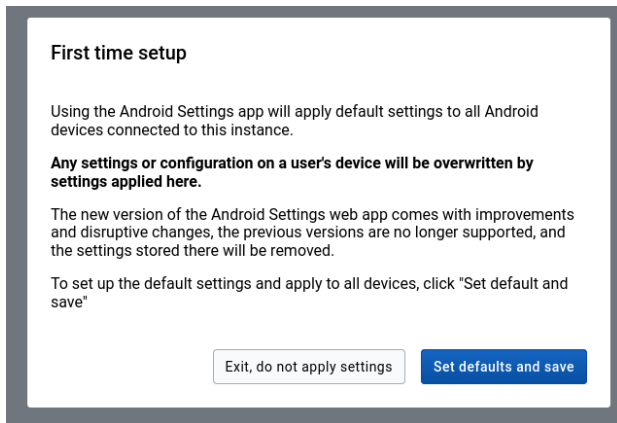 First time setup
Using the Android Settings app will apply default settings to all Android
devices connected to this instance.
Any settings or configuration on a user's device will be overwritten by
settings applied here.
The new version of the Android Settings web app comes with improvements
and disruptive changes, the previous versions are no longer supported, and
the settings stored there will be removed.
To set up the default settings and apply to all devices, click "Set default and
save"
Exit, do not apply settings
Set defaults and save